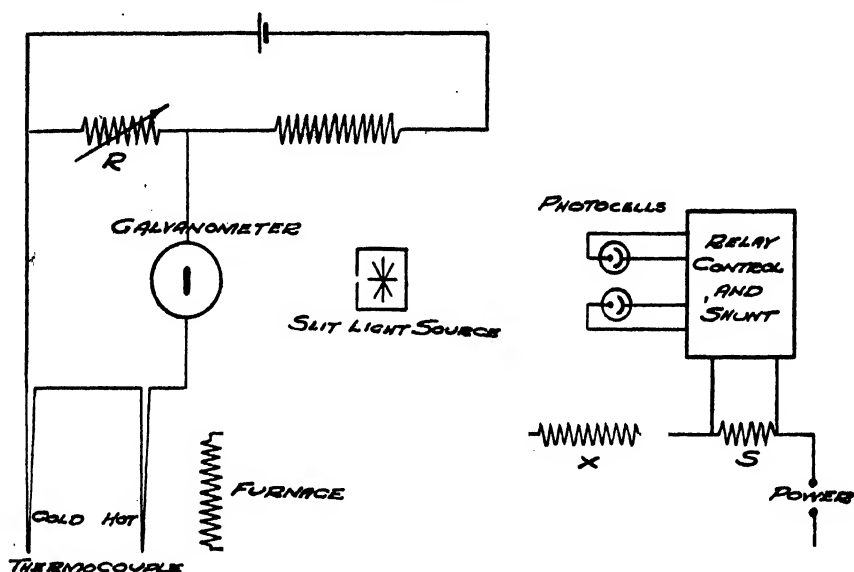 R
GALVANOMETER
SLIT LIGHT SOURCE
PHOTOCELLS
RELAY
CONTROL
AND
SHUNT
X
S
POWER
FURNACE
COLD HOT
THERMOCOUPLE